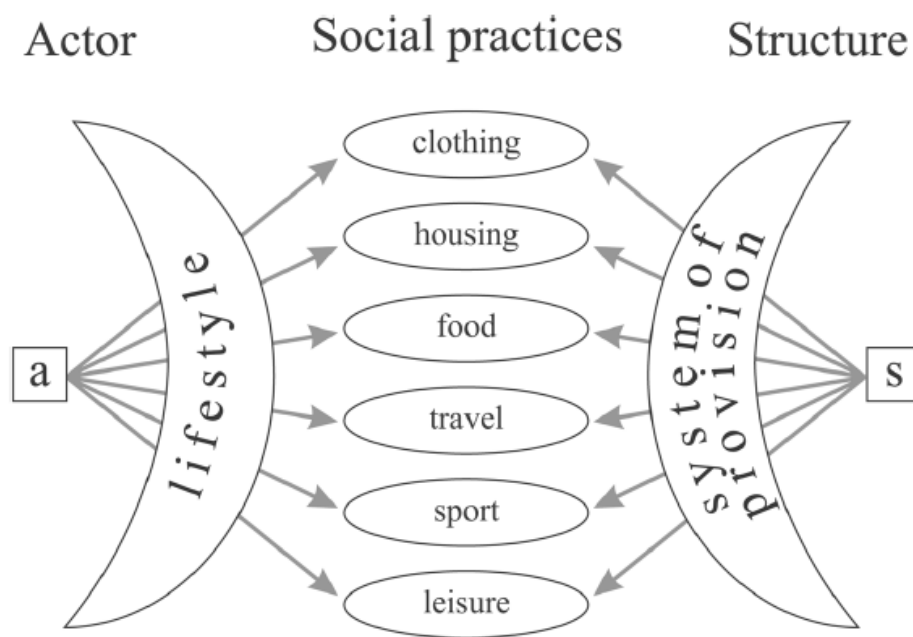 Actor
Social practices
Structure
clothing
housing
food
travel
sport
leisure
a
lifestyle
system of
provision
s